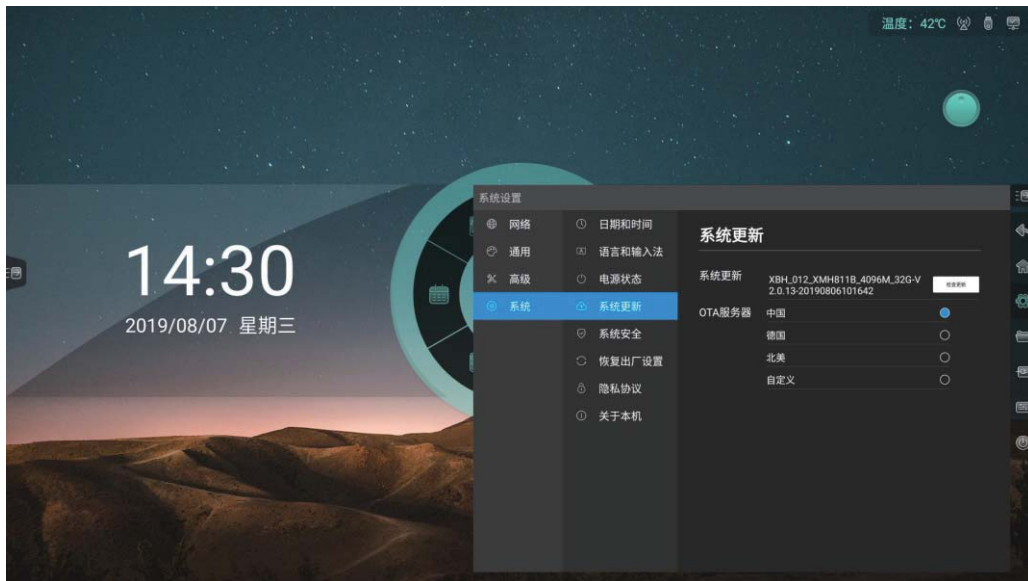 温度：42℃
14:30
2019/08/07 星期三
系统设置
网络
通用
高级
系统
日期和时间
语言和输入法
电源状态
系统更新
系统安全
恢复出厂设置
隐私协议
关于本机
系统更新
系统更新
XBH_012_XMH811B_4096M_32G-V
2.0.13-20190806101642
检查更新
OTA服务器
中国
德国
北美
自定义